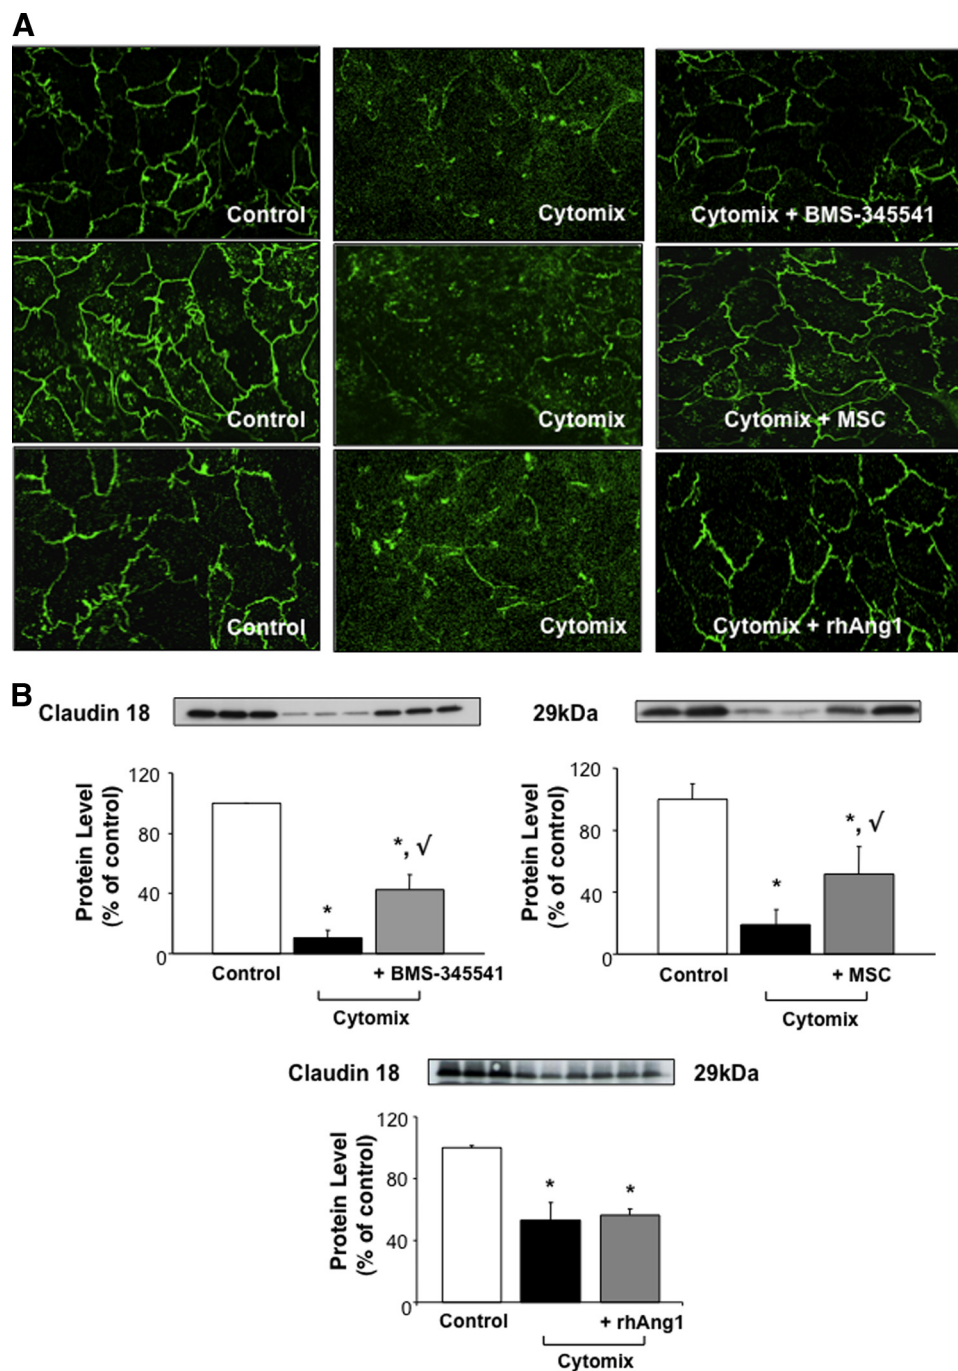 A
Control
Cytomix
Cytomix + BMS-345541
Control
Cytomix
Cytomix + MSC
Control
Cytomix
Cytomix + rhAng1
B
Claudin 18
29kDa
Protein Level
(% of control)
120
80
40
0
*
*, √
Control
+ BMS-345541
Cytomix
Protein Level
(% of control)
120
80
40
0
*
*, √
Control
+ MSC
Cytomix
Claudin 18
29kDa
Protein Level
(% of control)
120
80
40
0
*
*
Control
+ rhAng1
Cytomix